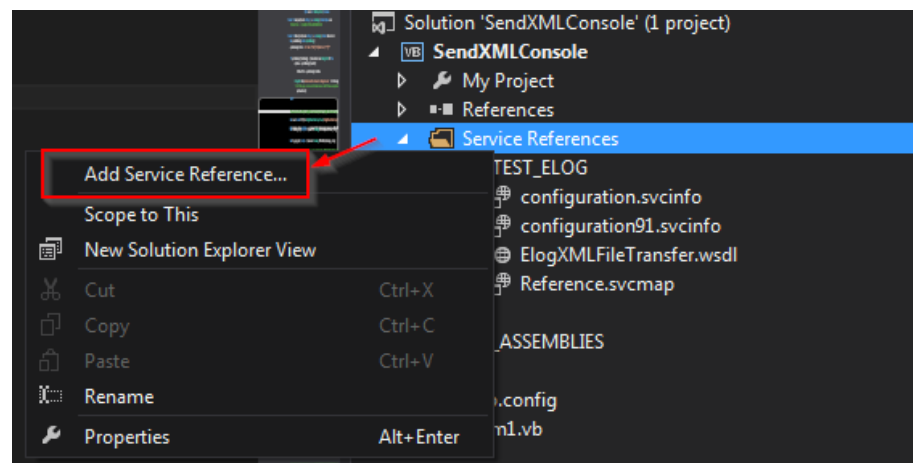 Solution 'SendXMLConsole' (1 project)
VB SendXMLConsole
My Project
References
Service References
TEST_ELOG
configuration.svcinfo
configuration91.svcinfo
ElogXMLFileTransfer.wsdl
Reference.svcmap
_ASSEMBLIES
.config
1.vb
Add Service Reference...
Scope to This
New Solution Explorer View
Cut Ctrl+X
Copy Ctrl+C
Paste Ctrl+V
Rename
Properties Alt+Enter